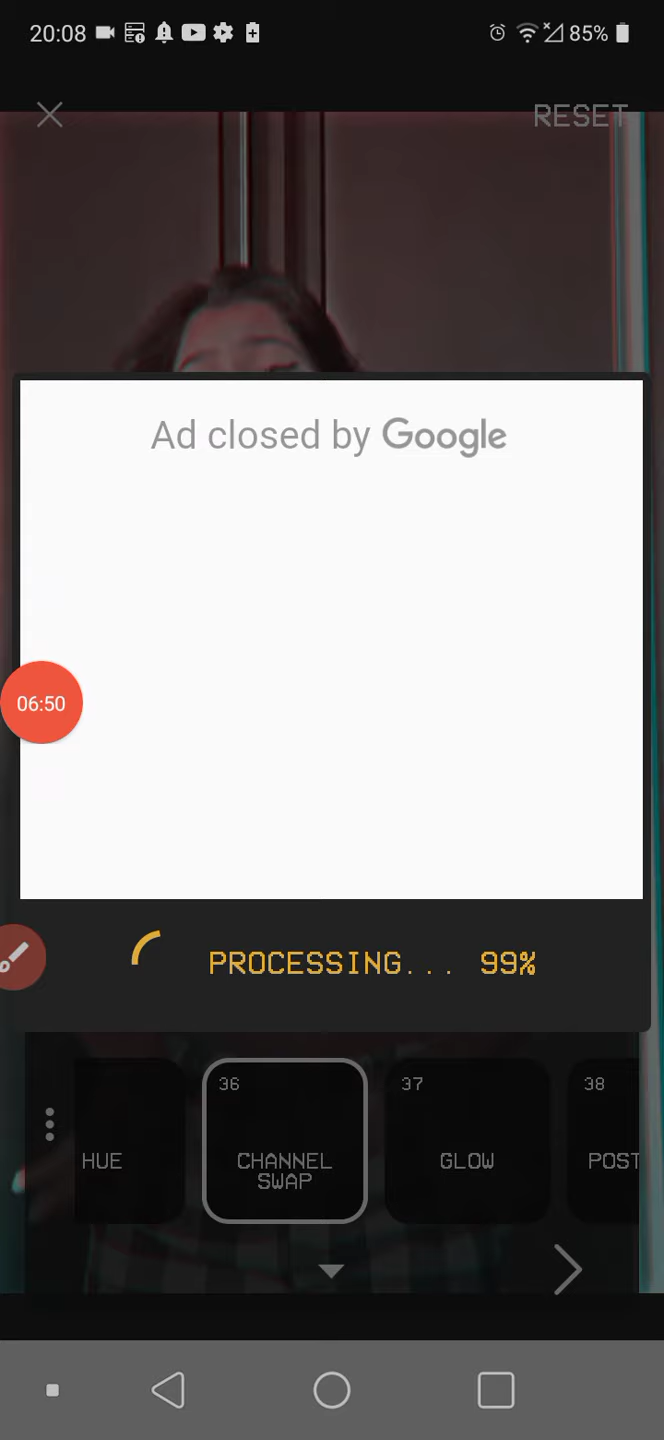 20:08
85%
RESET
Ad closed by Google
06:50
PROCESSING... 99%
36
37
38
HUE
CHANNEL
SWAP
GLOW
POST